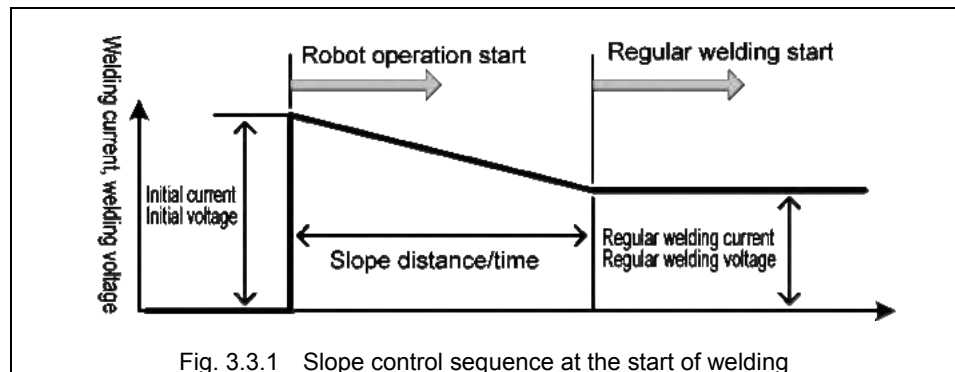 Robot operation start
Regular welding start
Welding current, welding voltage
Initial current
Initial voltage
Slope distance/time
Regular welding current
Regular welding voltage
Fig. 3.3.1 Slope control sequence at the start of welding